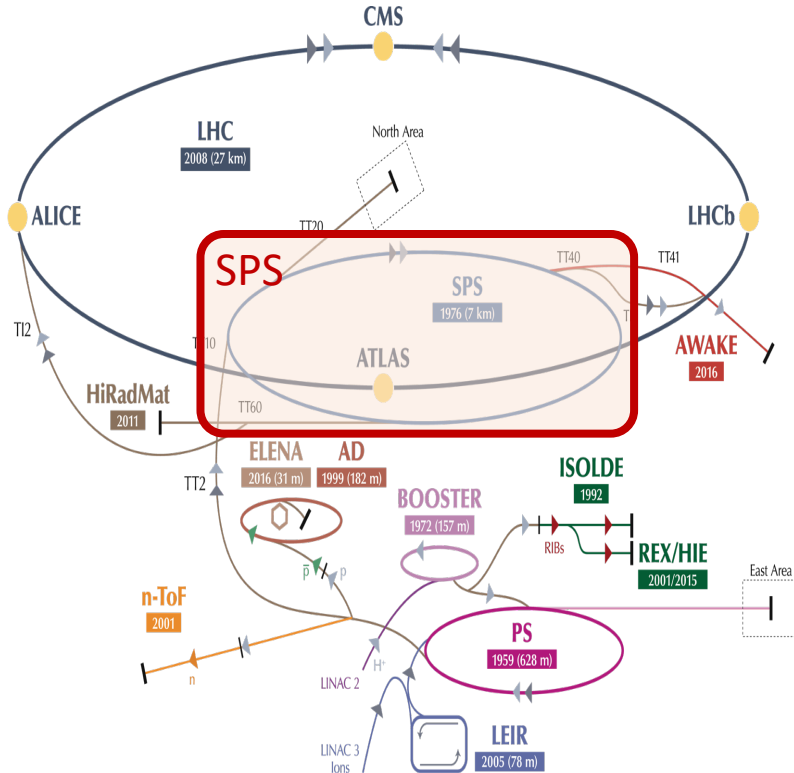 CMS
LHC
2008 (27 km)
North Area
ALICE
LHCb
TT20
SPS
TT40
TT41
SPS
1976 (7 km)
TI2
ATLAS
AWAKE
2016
HiRadMat
2011
TT60
ELENA
2016 (31 m)
AD
1999 (182 m)
TT2
BOOSTER
1972 (157 m)
ISOLDE
1992
RIBs
REX/HIE
2001/2015
p̅
p
East Area
n-ToF
2001
n
PS
1959 (628 m)
H⁺
LINAC 2
LINAC 3
Ions
LEIR
2005 (78 m)